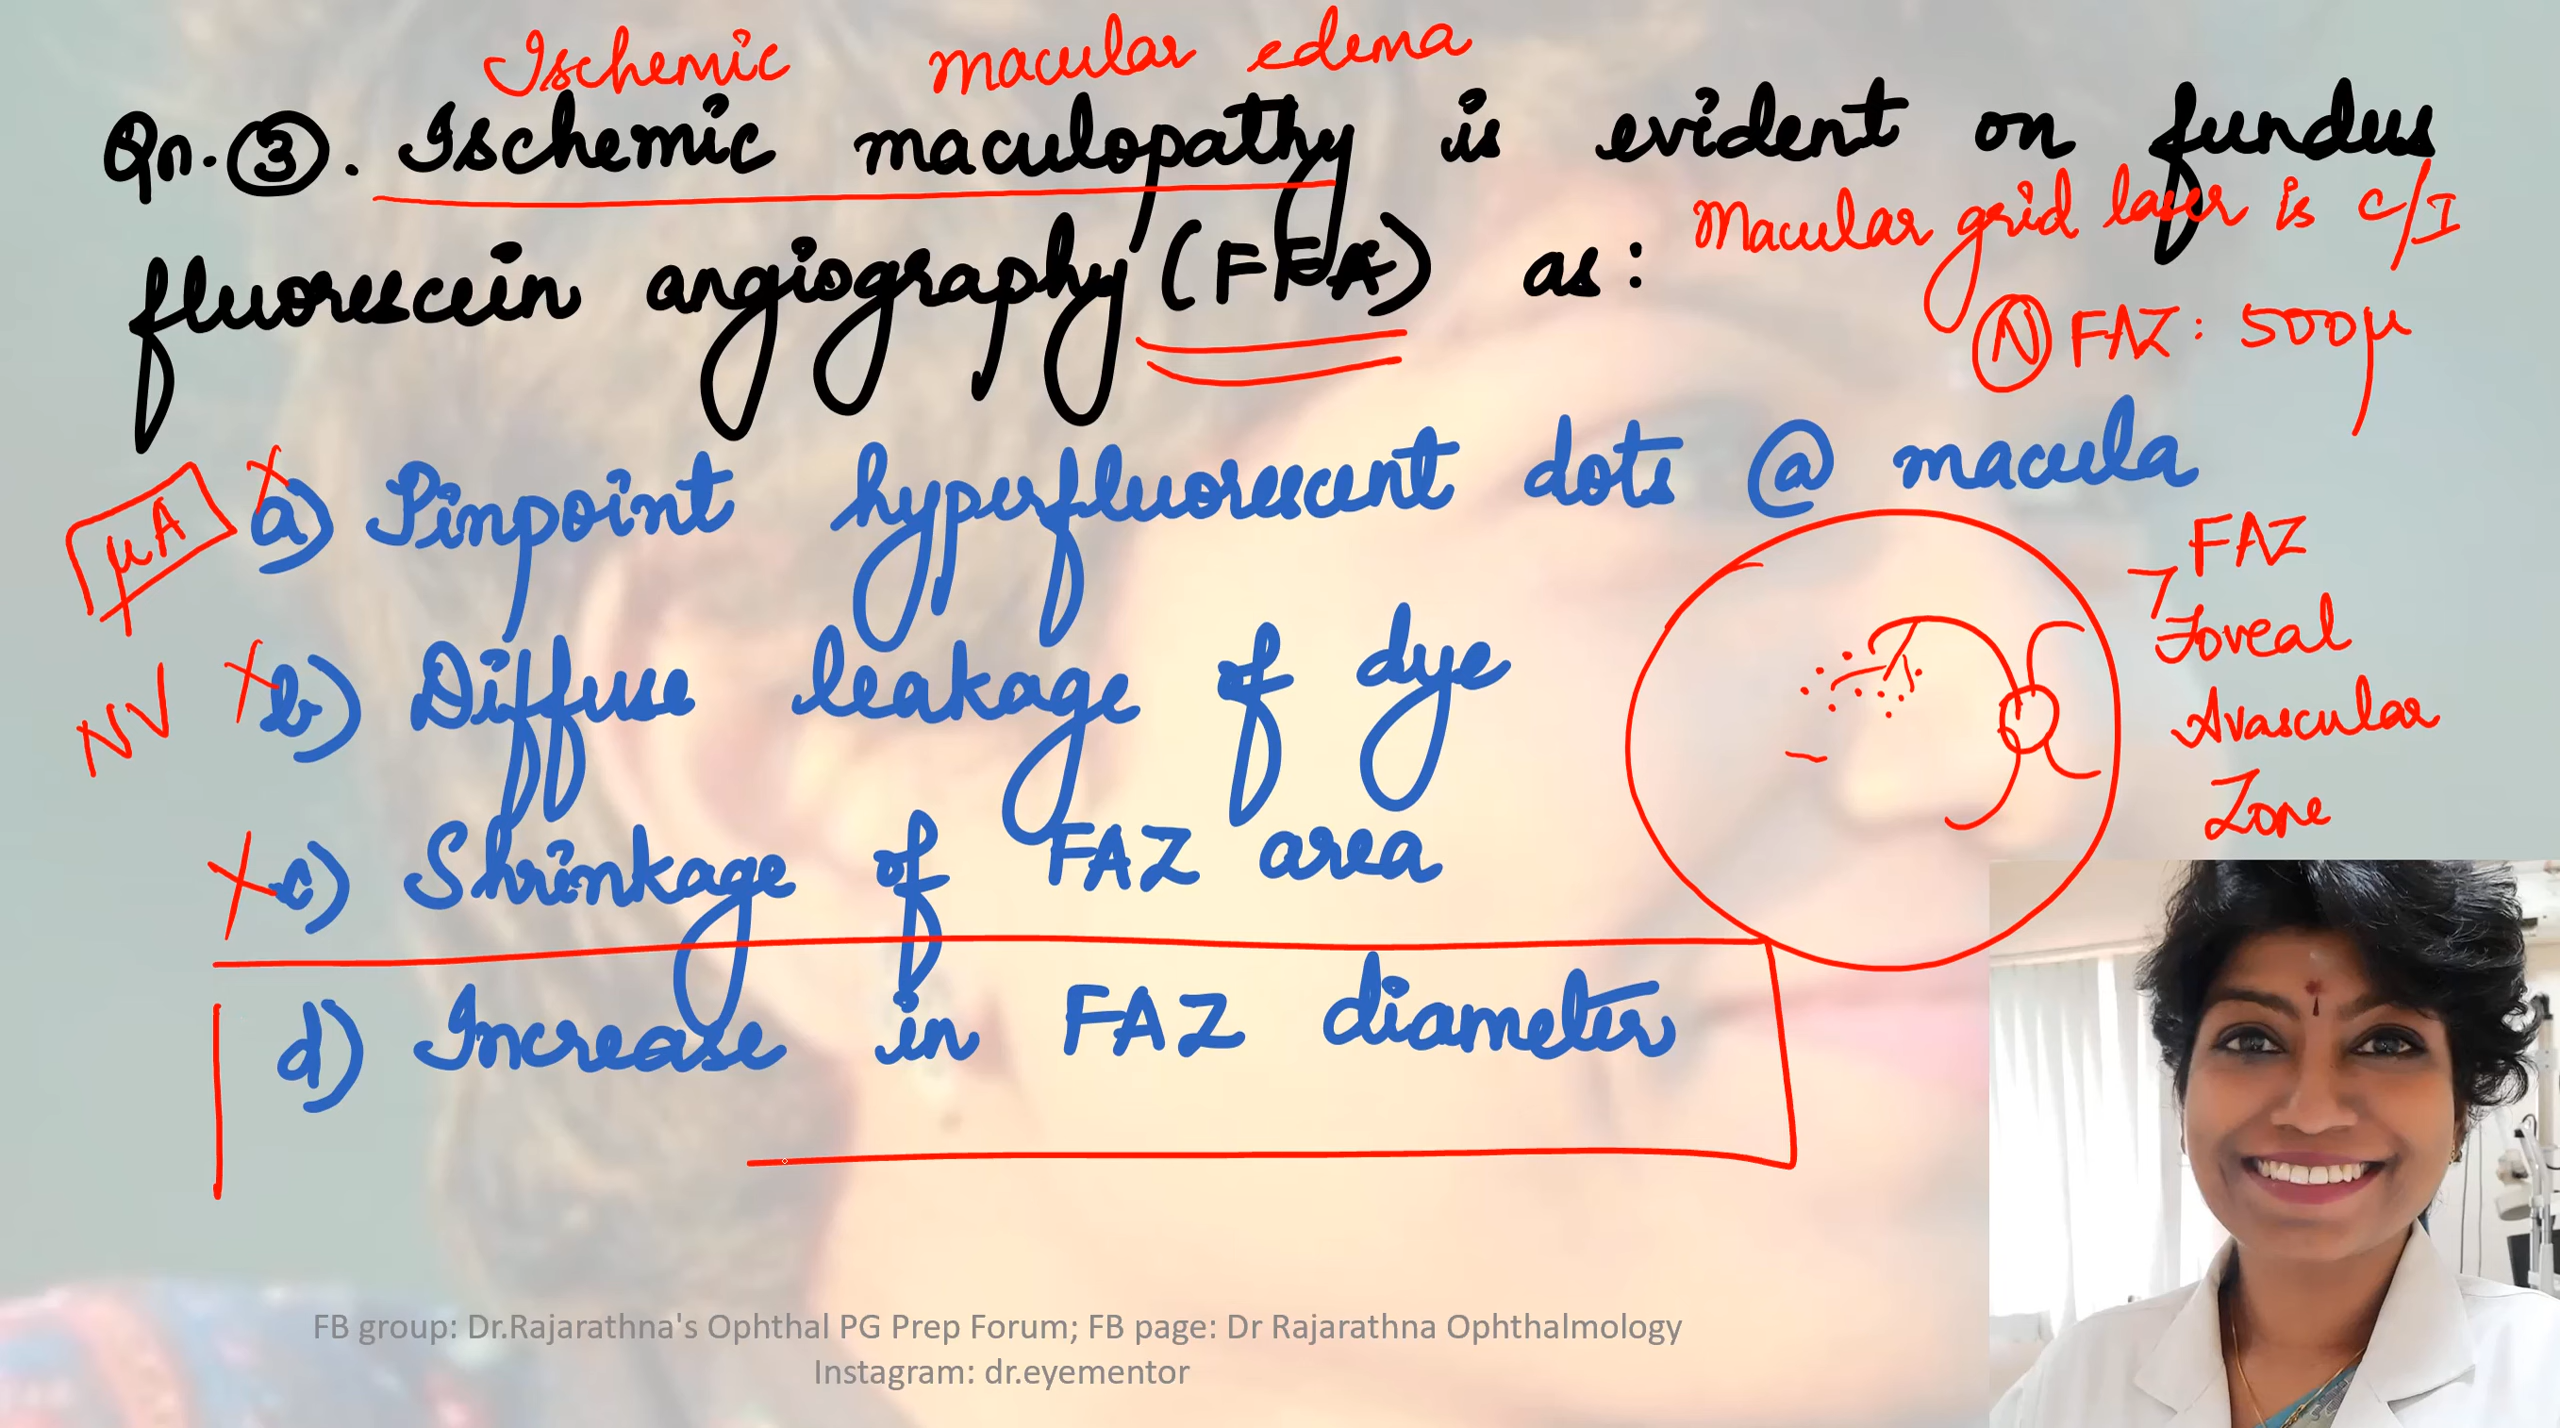 Ischemic macular edema
Qn. 3. Ischemic maculopathy is evident on fundus
Macular grid laser is c/I
fluorescein angiography (FFA) as:
N FAZ: 500μ
a) Pinpoint hyperfluorescent dots @ macula
μA
FAZ
Foveal
Avascular
Zone
b) Diffuse leakage of dye
NV
c) Shrinkage of FAZ area
d) Increase in FAZ diameter
FB group: Dr.Rajarathna's Ophthal PG Prep Forum; FB page: Dr Rajarathna Ophthalmology
Instagram: dr.eyementor